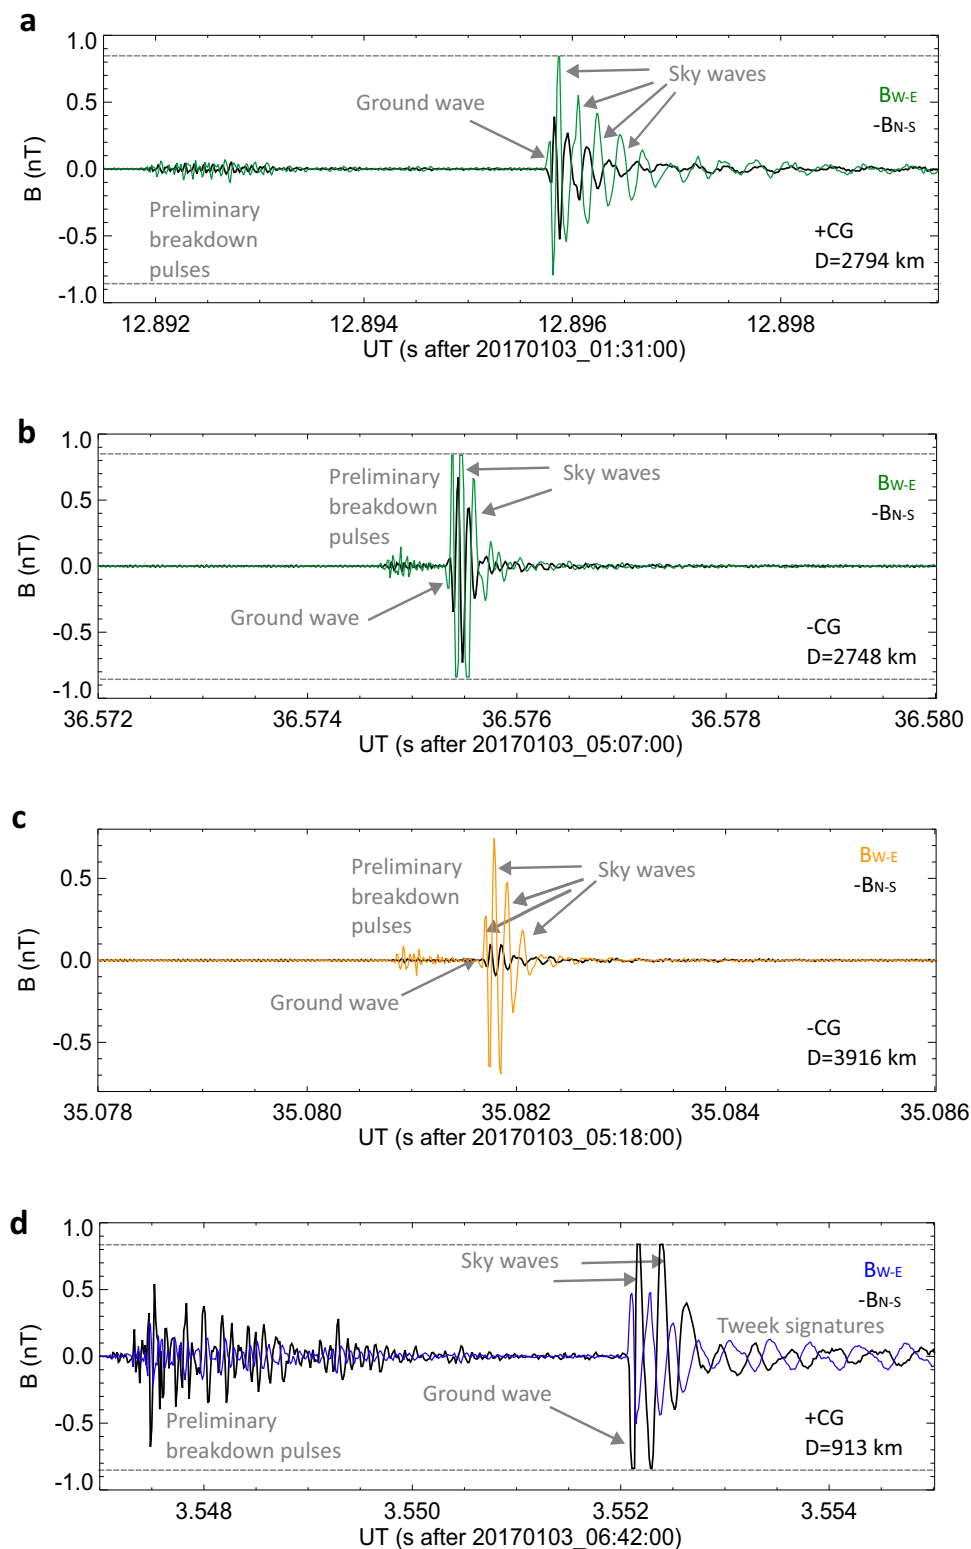 a
1.0
0.5
0.0
-0.5
-1.0
B (nT)
Ground wave
Sky waves
BW-E
-BN-S
Preliminary
breakdown
pulses
+CG
D=2794 km
12.892 12.894 12.896 12.898
UT (s after 20170103_01:31:00)
b
1.0
0.5
0.0
-0.5
-1.0
B (nT)
Preliminary
breakdown
pulses
Sky waves
BW-E
-BN-S
Ground wave
-CG
D=2748 km
36.572 36.574 36.576 36.578 36.580
UT (s after 20170103_05:07:00)
c
0.5
0.0
-0.5
B (nT)
Preliminary
breakdown
pulses
Sky waves
BW-E
-BN-S
Ground wave
-CG
D=3916 km
35.078 35.080 35.082 35.084 35.086
UT (s after 20170103_05:18:00)
d
1.0
0.5
0.0
-0.5
-1.0
B (nT)
Sky waves
BW-E
-BN-S
Tweek signatures
Ground wave
Preliminary
breakdown pulses
+CG
D=913 km
3.548 3.550 3.552 3.554
UT (s after 20170103_06:42:00)